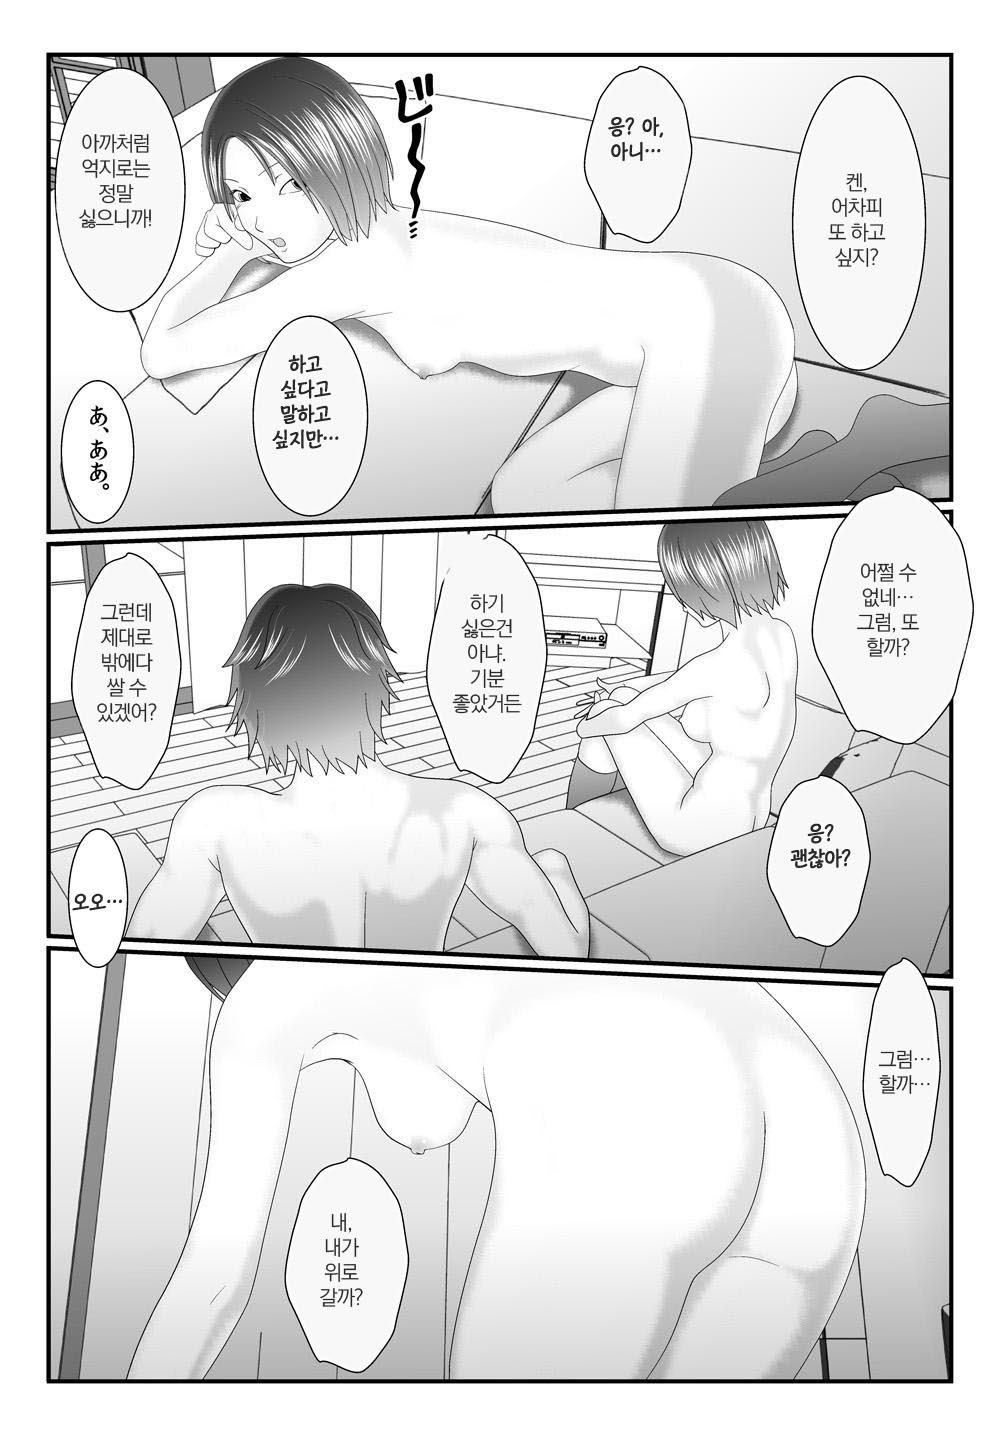 켄,
어차피
또 하고
싶지?
응? 아,
아니…
じ～
아까처럼
억지로는
정말
싫으니까!
하고
싶다고
말하고
싶지만…
あ、ああ。
어쩔 수
없네…
그럼, 또
할까?
응?
괜찮아?
하기
싫은건
아냐.
기분
좋았거든
그런데
제대로
밖에다
쌀 수
있겠어?
오오…
그럼…
할까…
내,
내가
위로
갈까?